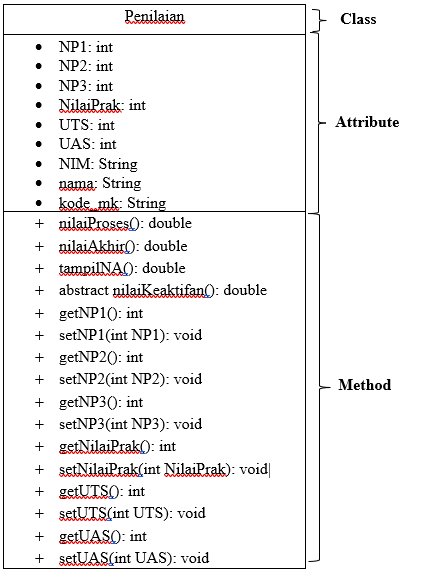 Penilaian
Class
• NP1: int
• NP2: int
• NP3: int
• NilaiPrak: int
• UTS: int
Attribute
• UAS: int
• NIM: String
• nama: String
• kode_mk: String
+ nilaiProses(): double
+ nilaiAkhir(): double
+ tampilNA(): double
+ abstract nilaiKeaktifan(): double
+ getNP1(): int
+ setNP1(int NP1): void
+ getNP2(): int
+ setNP2(int NP2): void
Method
+ getNP3(): int
+ setNP3(int NP3): void
+ getNilaiPrak(): int
+ setNilaiPrak(int NilaiPrak): void
+ getUTS(): int
+ setUTS(int UTS): void
+ getUAS(): int
+ setUAS(int UAS): void